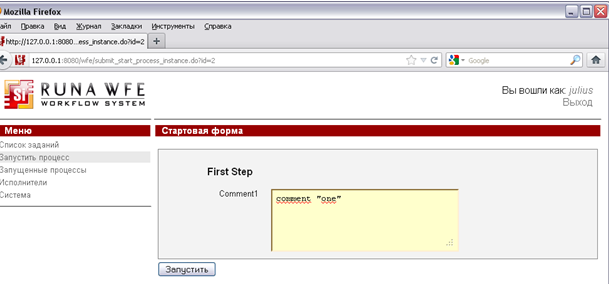 Mozilla Firefox
айл Правка Вид Журнал Закладки Инструменты Справка
http://127.0.0.1:8080...ess_instance.do?id=2 +
127.0.0.1:8080/wfe/submit_start_process_instance.do?id=2 Google
RUNA WFE
WORKFLOW SYSTEM
Вы вошли как: julius
Выход
Меню
Стартовая форма
Список заданий
Запустить процесс
Запущенные процессы
Исполнители
Система
First Step
Comment1
comment "one"
Запустить